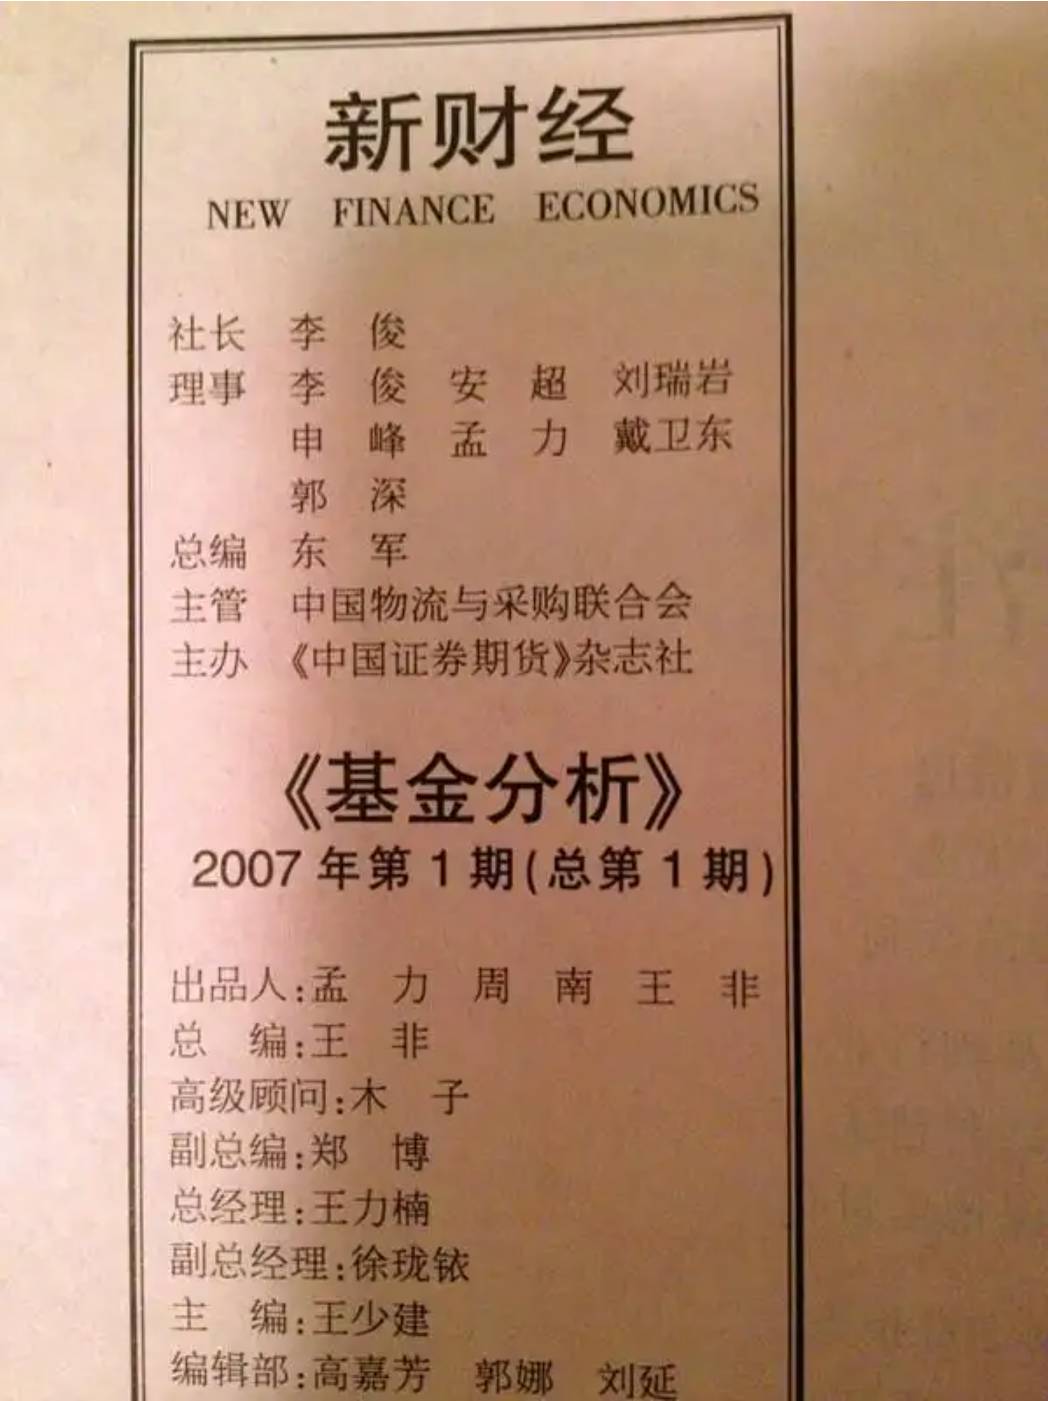 新财经
NEW FINANCE ECONOMICS
社长 李 俊
理事 李 俊 安 超 刘瑞岩
申 峰 孟 力 戴卫东
郭 深
总编 东 军
主管 中国物流与采购联合会
主办 《中国证券期货》杂志社
《基金分析》
2007 年第 1 期(总第 1 期)
出品人:孟 力 周 南 王 非
总 编:王 非
高级顾问:木 子
副总编:郑 博
总经理:王力楠
副总经理:徐珑铱
主 编:王少建
编辑部:高嘉芳 郭娜 刘延